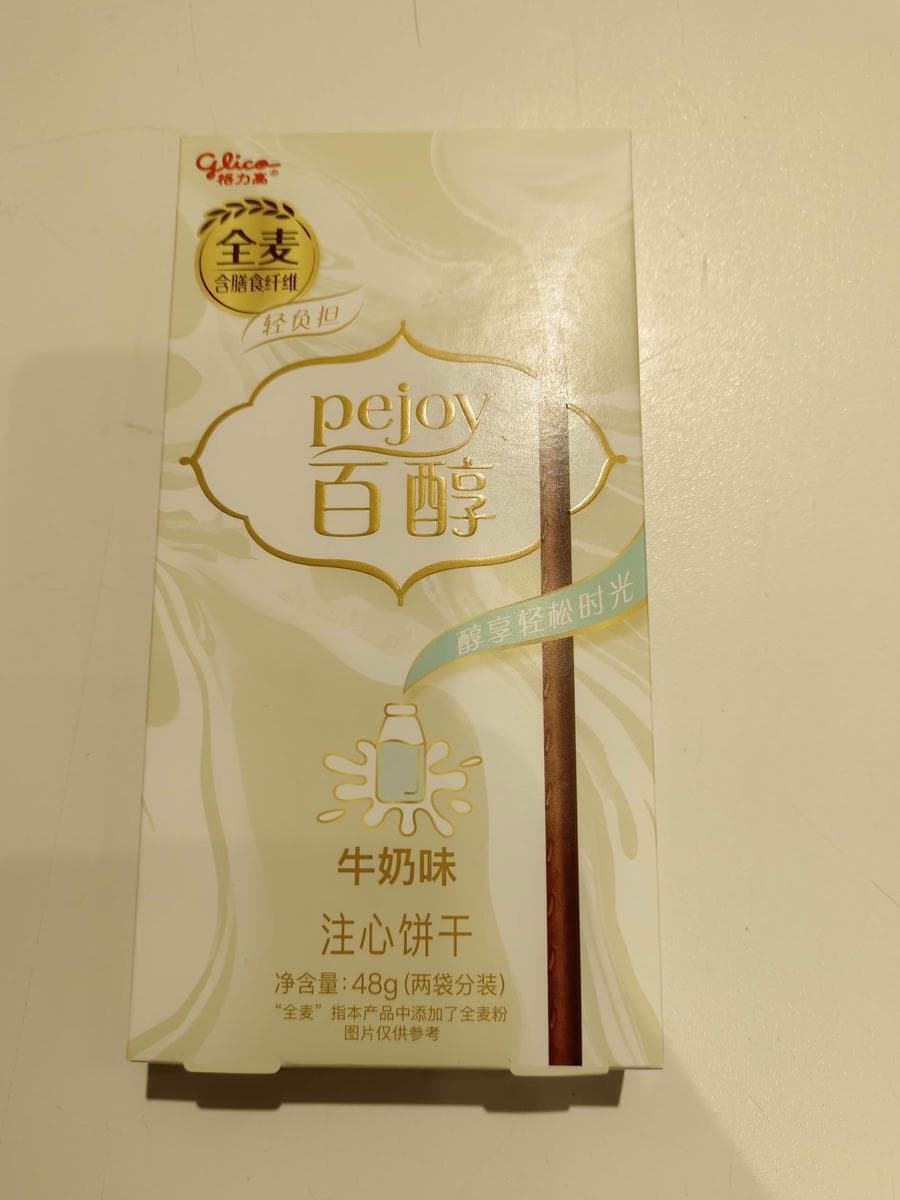 Glico
格力高®
全麦
含膳食纤维
轻负担
pejoy
百醇
醇享轻松时光
牛奶味
注心饼干
净含量:48g(两袋分装)
“全麦”指本产品中添加了全麦粉
图片仅供参考